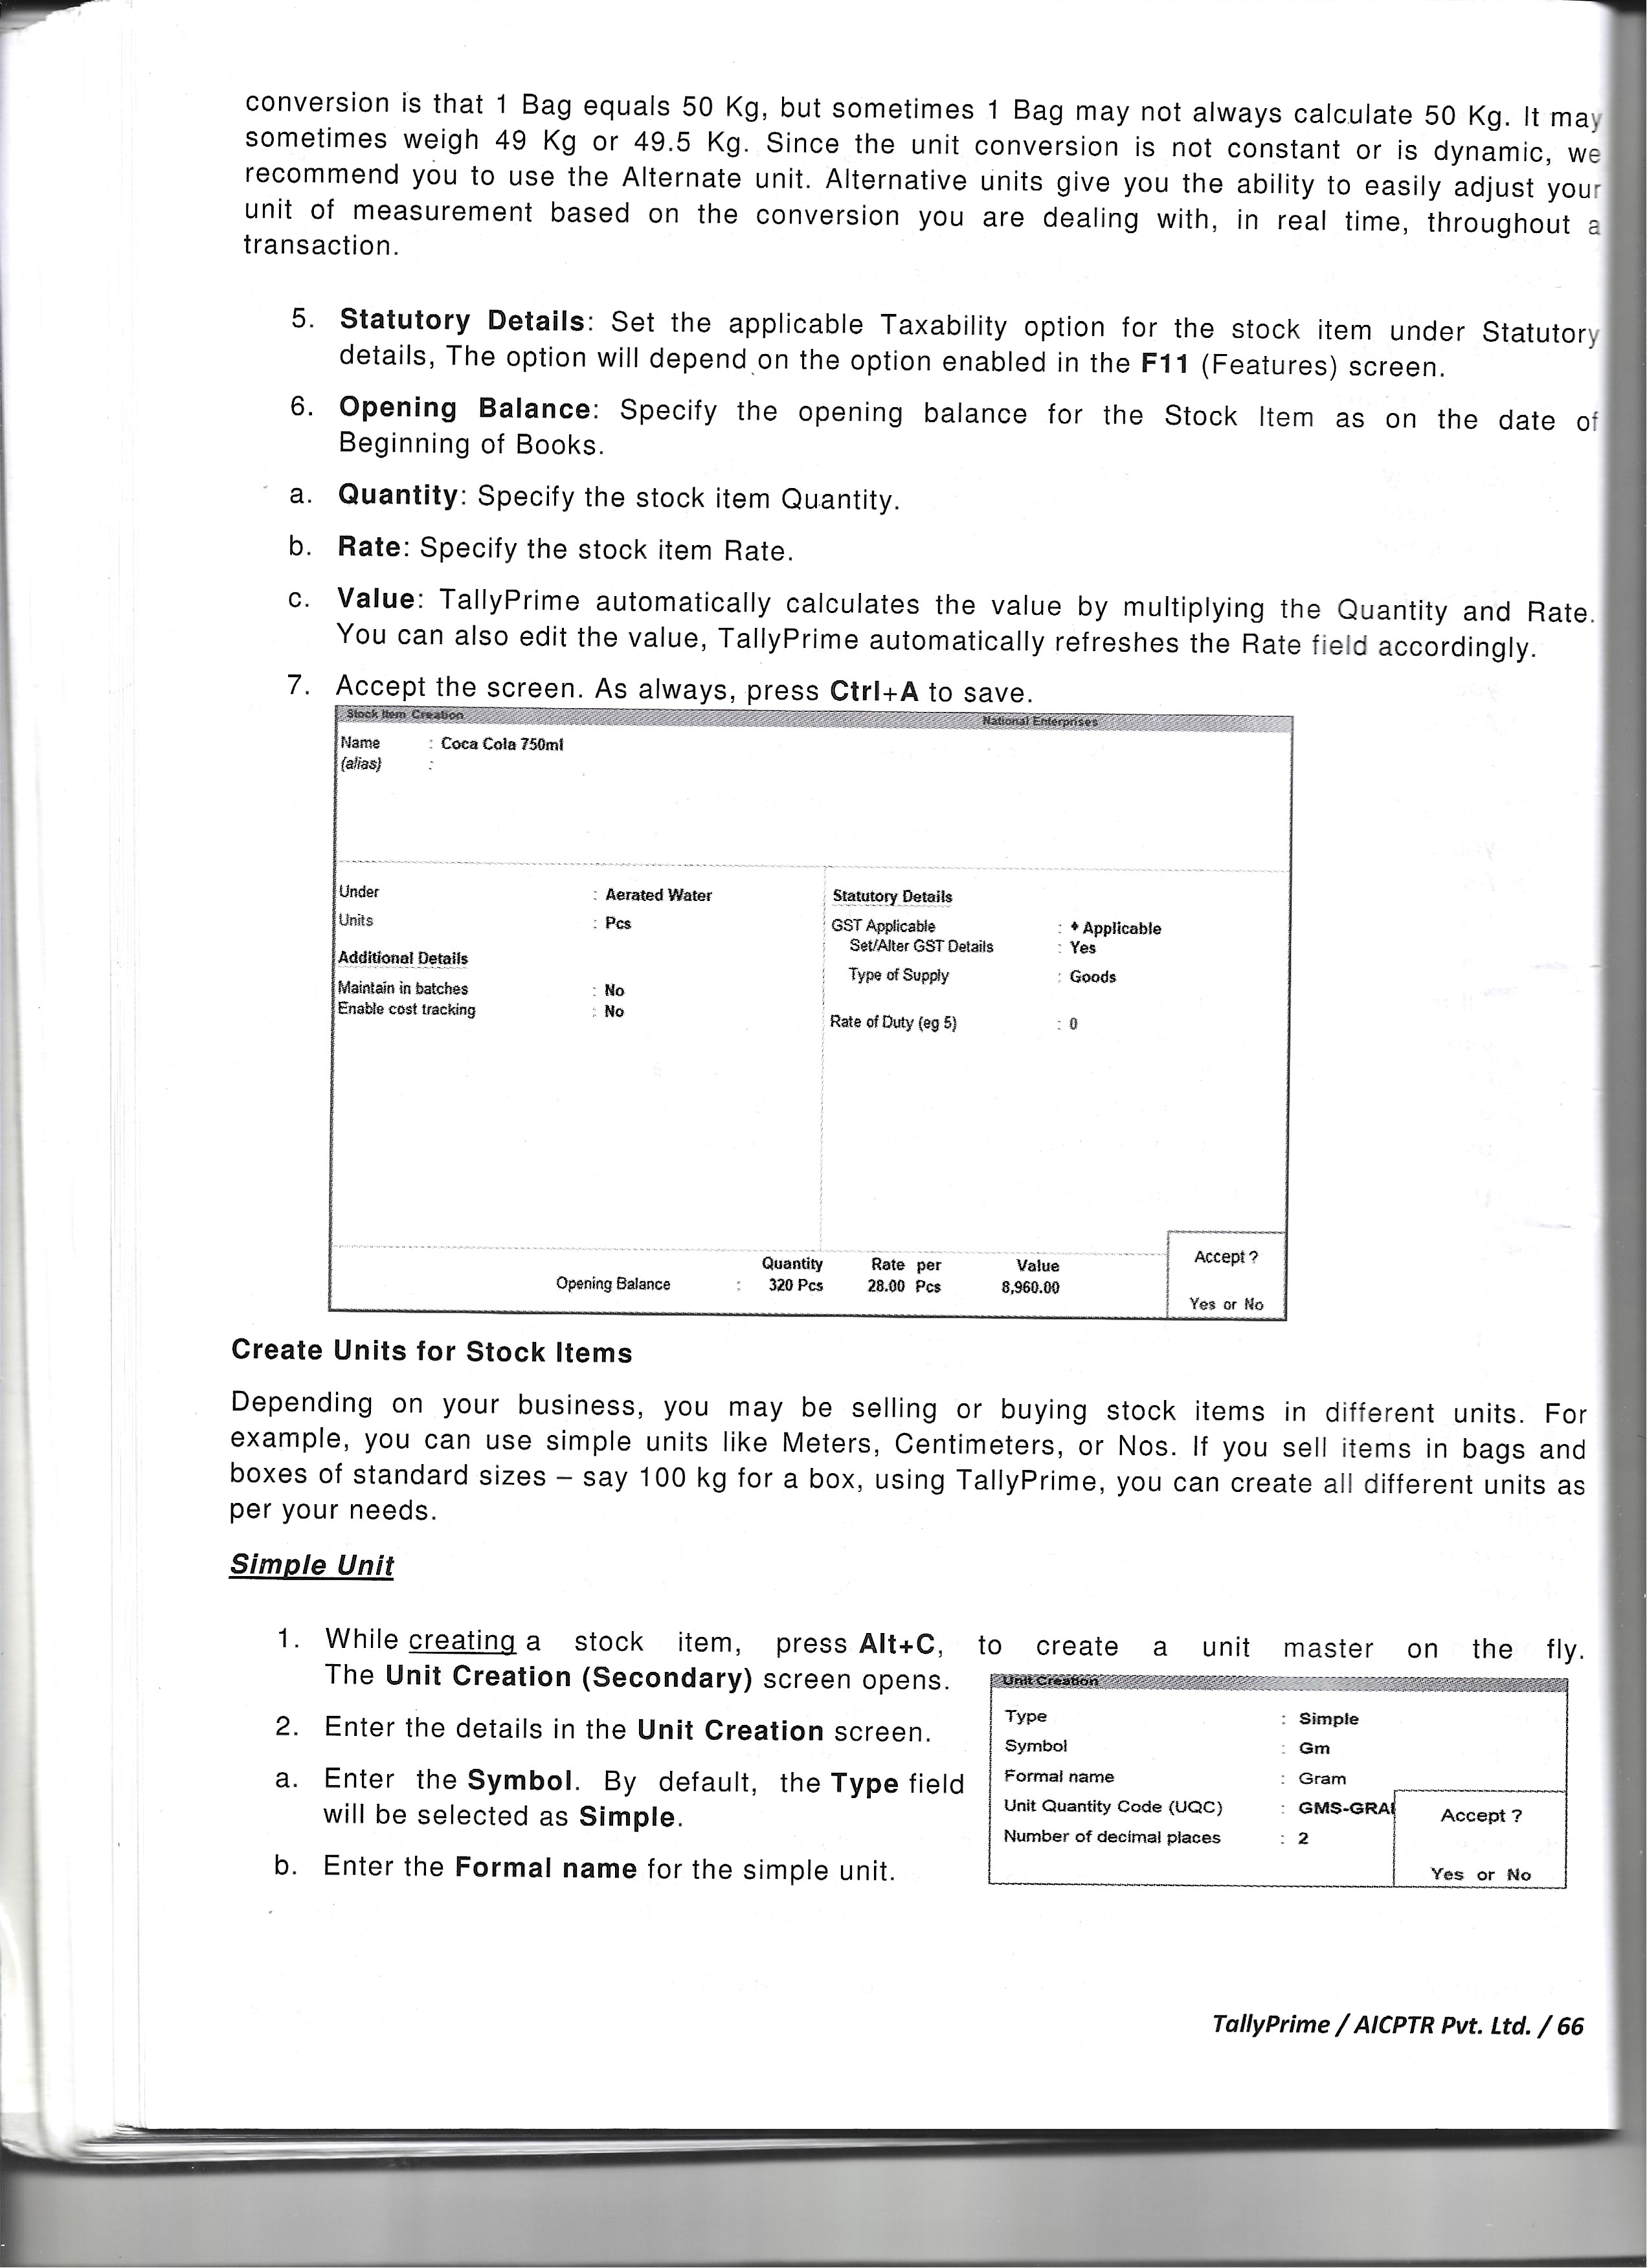 conversion is that 1 Bag equals 50 Kg, but sometimes 1 Bag may not always calculate 50 Kg. It may
sometimes weigh 49 Kg or 49.5 Kg. Since the unit conversion is not constant or is dynamic, we
recommend you to use the Alternate unit. Alternative units give you the ability to easily adjust your
unit of measurement based on the conversion you are dealing with, in real time, throughout a
transaction.
5. Statutory Details: Set the applicable Taxability option for the stock item under Statutory
details, The option will depend on the option enabled in the F11 (Features) screen.
6. Opening Balance: Specify the opening balance for the Stock Item as on the date of
Beginning of Books.
a. Quantity: Specify the stock item Quantity.
b. Rate: Specify the stock item Rate.
c. Value: TallyPrime automatically calculates the value by multiplying the Quantity and Rate.
You can also edit the value, TallyPrime automatically refreshes the Rate field accordingly.
7. Accept the screen. As always, press Ctrl+A to save.
Stock Item Creation National Enterprises
Name : Coca Cola 750ml
(alias) :
Under : Aerated Water
Units : Pcs
Additional Details
Maintain in batches : No
Enable cost tracking : No
Statutory Details
GST Applicable : ♦ Applicable
Set/Alter GST Details : Yes
Type of Supply : Goods
Rate of Duty (eg 5) : 0
Quantity Rate per Value
Opening Balance : 320 Pcs 28.00 Pcs 8,960.00
Accept ?
Yes or No
Create Units for Stock Items
Depending on your business, you may be selling or buying stock items in different units. For
example, you can use simple units like Meters, Centimeters, or Nos. If you sell items in bags and
boxes of standard sizes – say 100 kg for a box, using TallyPrime, you can create all different units as
per your needs.
Simple Unit
1. While creating a stock item, press Alt+C, to create a unit master on the fly.
The Unit Creation (Secondary) screen opens.
2. Enter the details in the Unit Creation screen.
a. Enter the Symbol. By default, the Type field
will be selected as Simple.
b. Enter the Formal name for the simple unit.
Unit Creation
Type : Simple
Symbol : Gm
Formal name : Gram
Unit Quantity Code (UQC) : GMS-GRA
Number of decimal places : 2
Accept ?
Yes or No
TallyPrime / AICPTR Pvt. Ltd. / 66